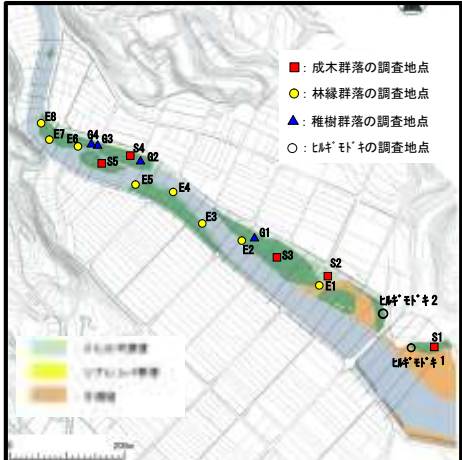 ■：成木群落の調査地点
○：林縁群落の調査地点
▲：稚樹群落の調査地点
○：ﾋﾙｷﾞﾓﾄﾞｷの調査地点
E8
E7
E6
G4
G3
S4
G2
S5
E5
E4
E3
G1
E2
S3
S2
E1
ﾋﾙｷﾞﾓﾄﾞｷ2
S1
ﾋﾙｷﾞﾓﾄﾞｷ1
0